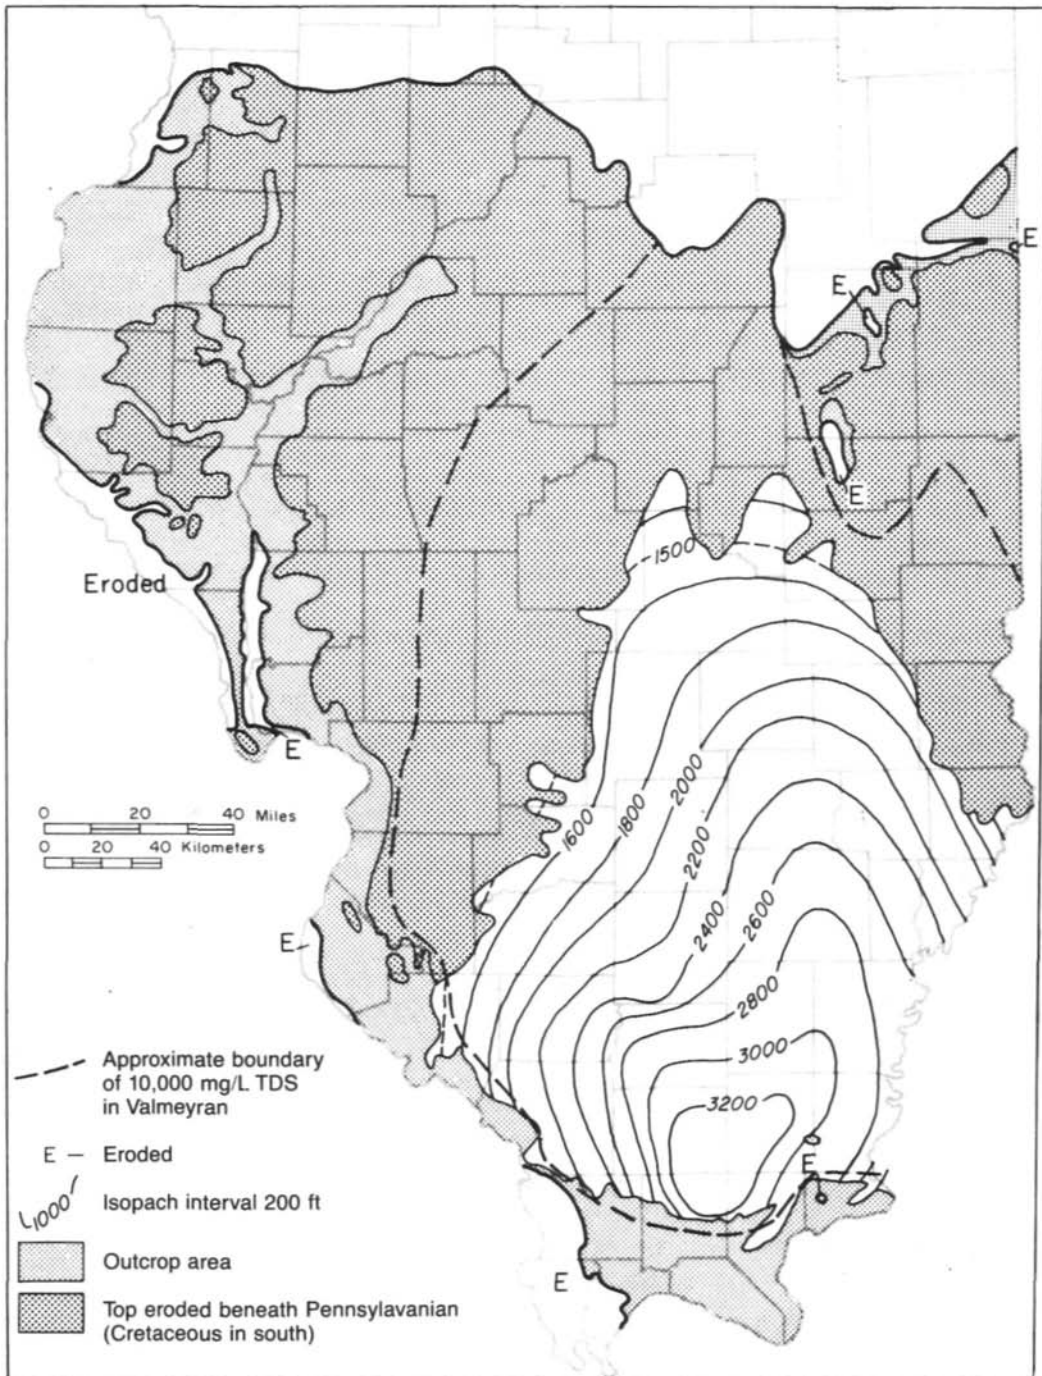 E
E
1500
E
Eroded
E
0 20 40 Miles
0 20 40 Kilometers
1600
1800
2000
2200
2400
2600
2800
3000
3200
E
E
E
Approximate boundary
of 10,000 mg/L TDS
in Valmeyran
E – Eroded
1000 Isopach interval 200 ft
Outcrop area
Top eroded beneath Pennsylavanian
(Cretaceous in south)